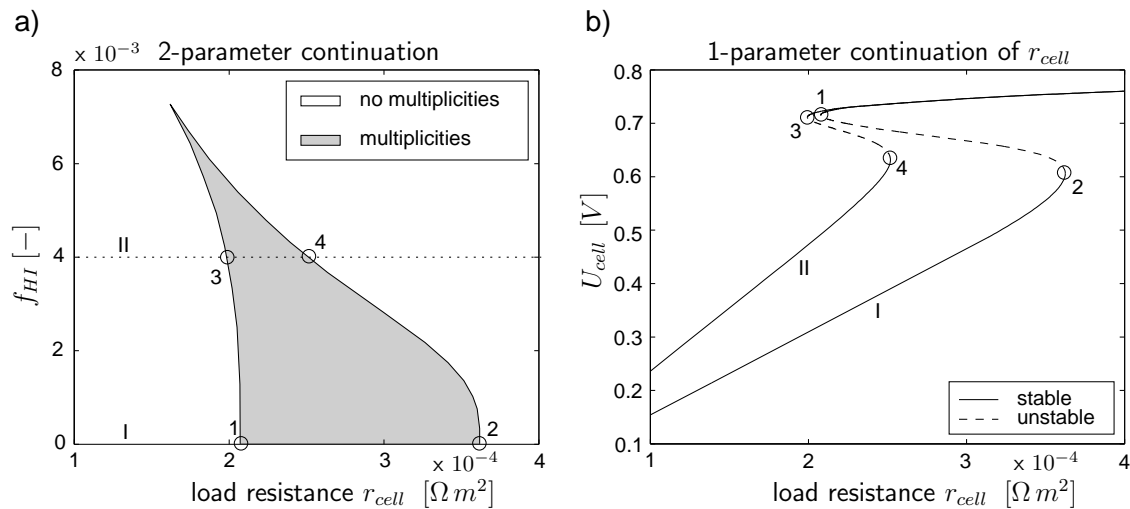 a)
2-parameter continuation
× 10⁻³
8
6
4
2
0
f_HI [−]
no multiplicities
multiplicities
II
3
4
I
1
2
1
2
3
4
× 10⁻⁴
load resistance r_cell [Ω m²]
b)
1-parameter continuation of r_cell
0.8
0.7
0.6
0.5
0.4
0.3
0.2
0.1
U_cell [V]
1
3
4
2
II
I
stable
unstable
1
2
3
4
× 10⁻⁴
load resistance r_cell [Ω m²]